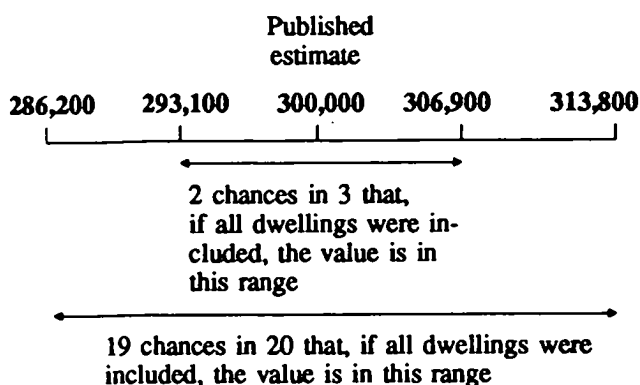 Published
estimate
286,200 293,100 300,000 306,900 313,800
2 chances in 3 that,
if all dwellings were in-
cluded, the value is in
this range
19 chances in 20 that, if all dwellings were
included, the value is in this range